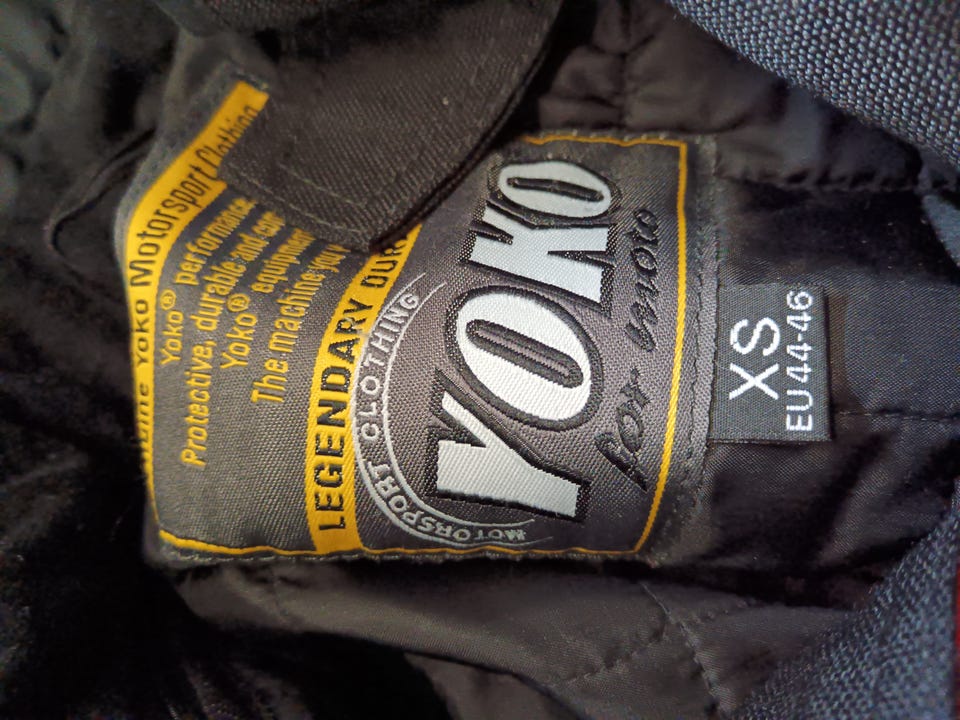 Yoko Motorsport Clothing
Yoko® performance.
Protective, durable and
Yoko®
equipment
The machine
LEGENDARY
MOTORSPORT CLOTHING
YOKO
for moto
XS
EU 44-46